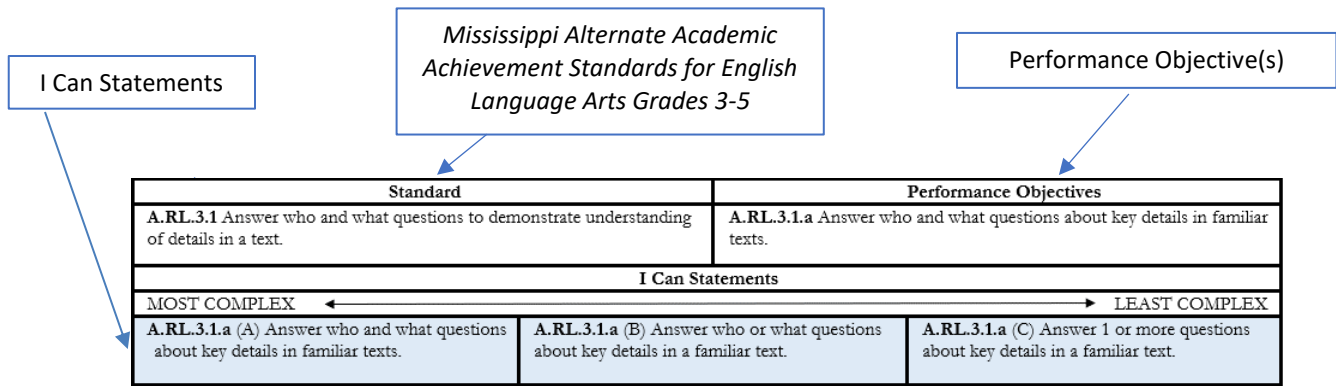 Mississippi Alternate Academic
Achievement Standards for English
Language Arts Grades 3-5
I Can Statements
Performance Objective(s)
Standard
Performance Objectives
A.RL.3.1 Answer who and what questions to demonstrate understanding
of details in a text.
A.RL.3.1.a Answer who and what questions about key details in familiar
texts.
I Can Statements
MOST COMPLEX
LEAST COMPLEX
A.RL.3.1.a (A) Answer who and what questions
about key details in familiar texts.
A.RL.3.1.a (B) Answer who or what questions
about key details in a familiar text.
A.RL.3.1.a (C) Answer 1 or more questions
about key details in a familiar text.